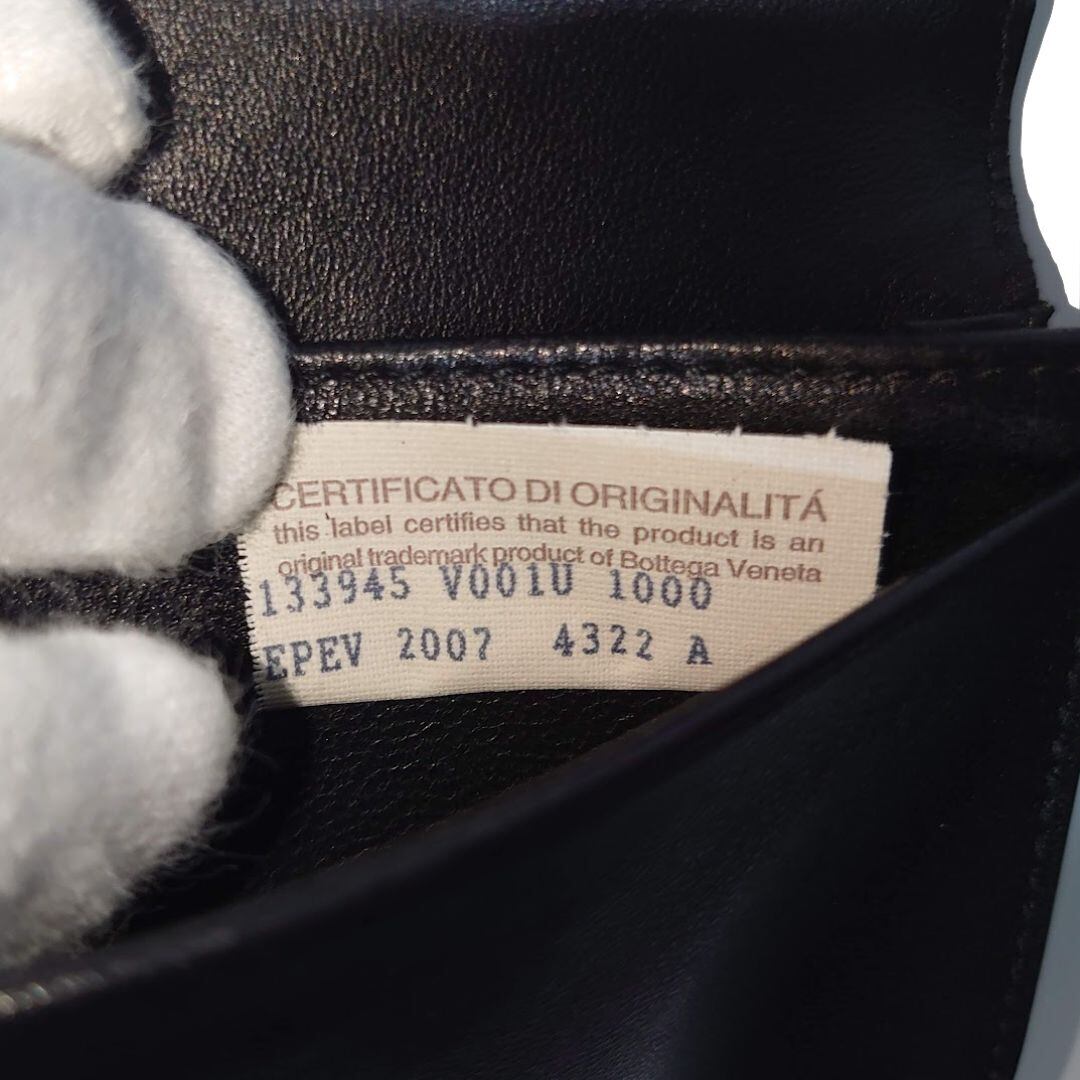 CERTIFICATO DI ORIGINALITÁ
this label certifies that the product is an
original trademark product of Bottega Veneta
133945 V001U 1000
EPEV 2007 4322 A